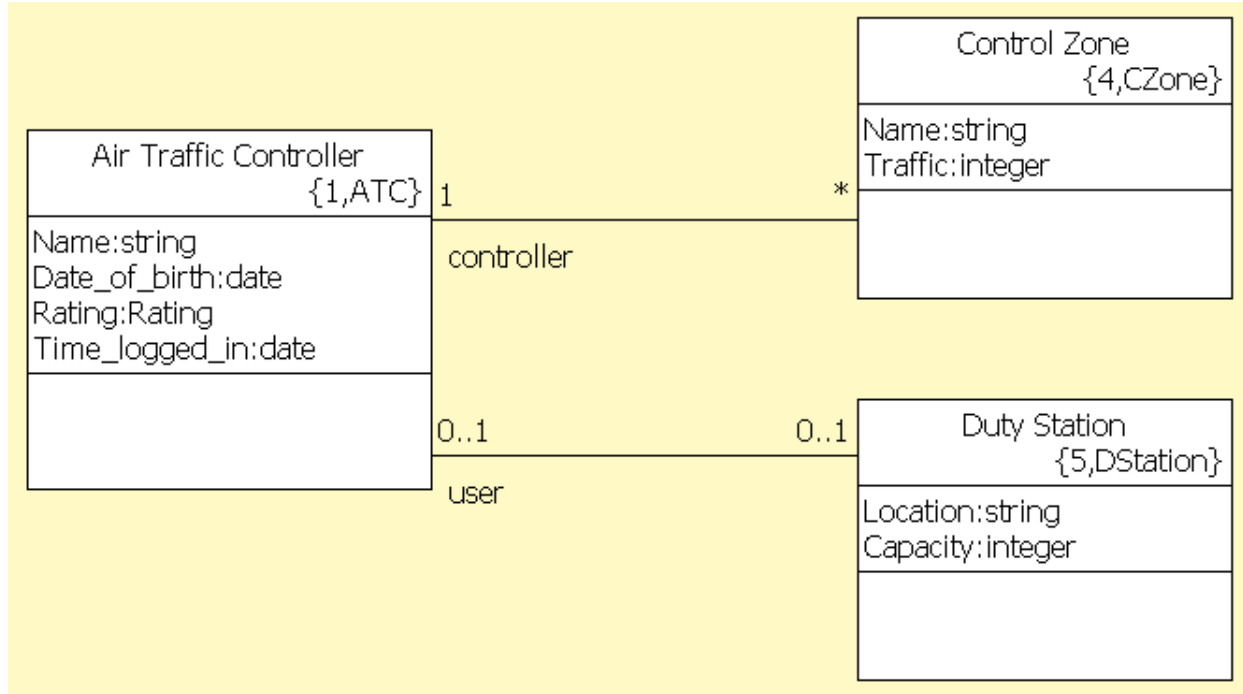 Air Traffic Controller
{1,ATC}
Name:string
Date_of_birth:date
Rating:Rating
Time_logged_in:date
1
*
controller
0..1
0..1
user
Control Zone
{4,CZone}
Name:string
Traffic:integer
Duty Station
{5,DStation}
Location:string
Capacity:integer